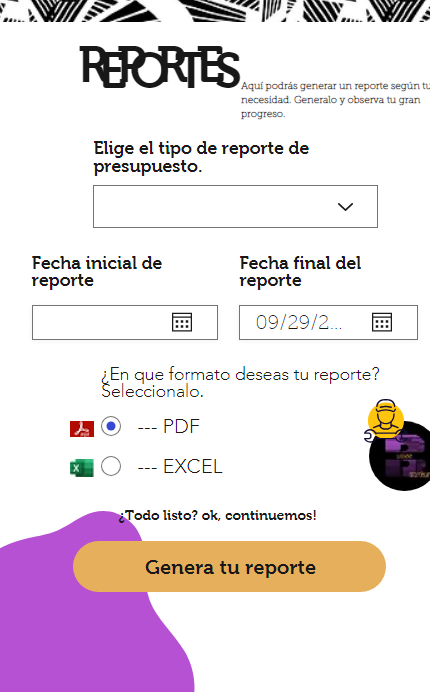 REPORTES
Aquí podrás generar un reporte según tu
necesidad. Generalo y observa tu gran
progreso.
Elige el tipo de reporte de
presupuesto.
Fecha inicial de
reporte
Fecha final del
reporte
09/29/2...
¿En que formato deseas tu reporte?
Seleccionalo.
--- PDF
--- EXCEL
¿Todo listo? ok, continuemos!
Genera tu reporte